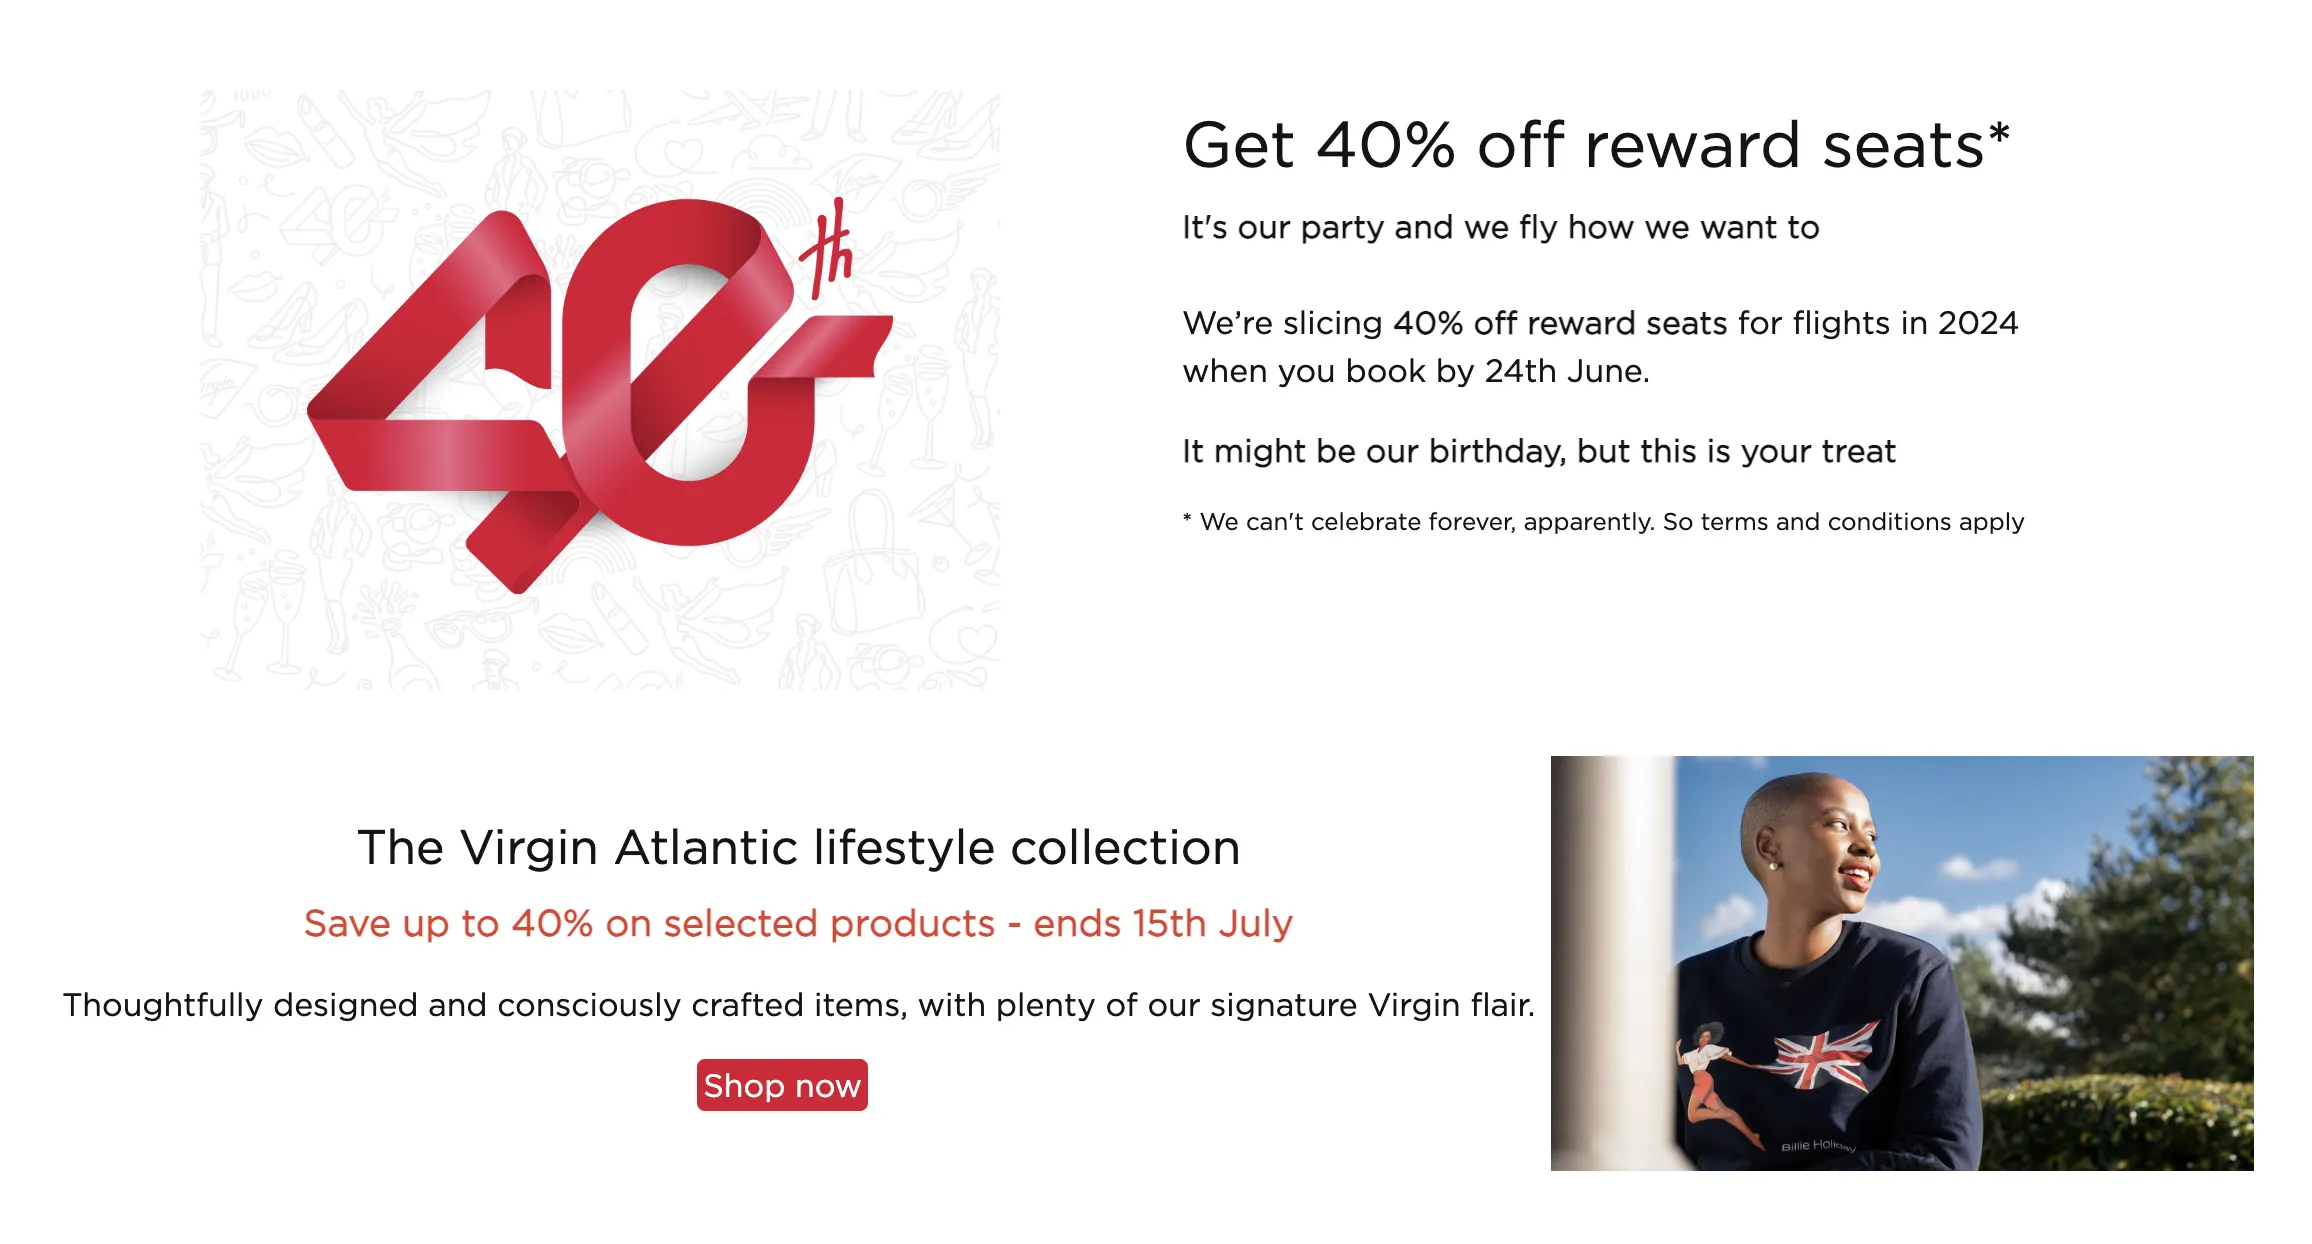 40th
Get 40% off reward seats*
It's our party and we fly how we want to
We’re slicing 40% off reward seats for flights in 2024
when you book by 24th June.
It might be our birthday, but this is your treat
* We can't celebrate forever, apparently. So terms and conditions apply
The Virgin Atlantic lifestyle collection
Save up to 40% on selected products - ends 15th July
Thoughtfully designed and consciously crafted items, with plenty of our signature Virgin flair.
Shop now
Billie Holiday